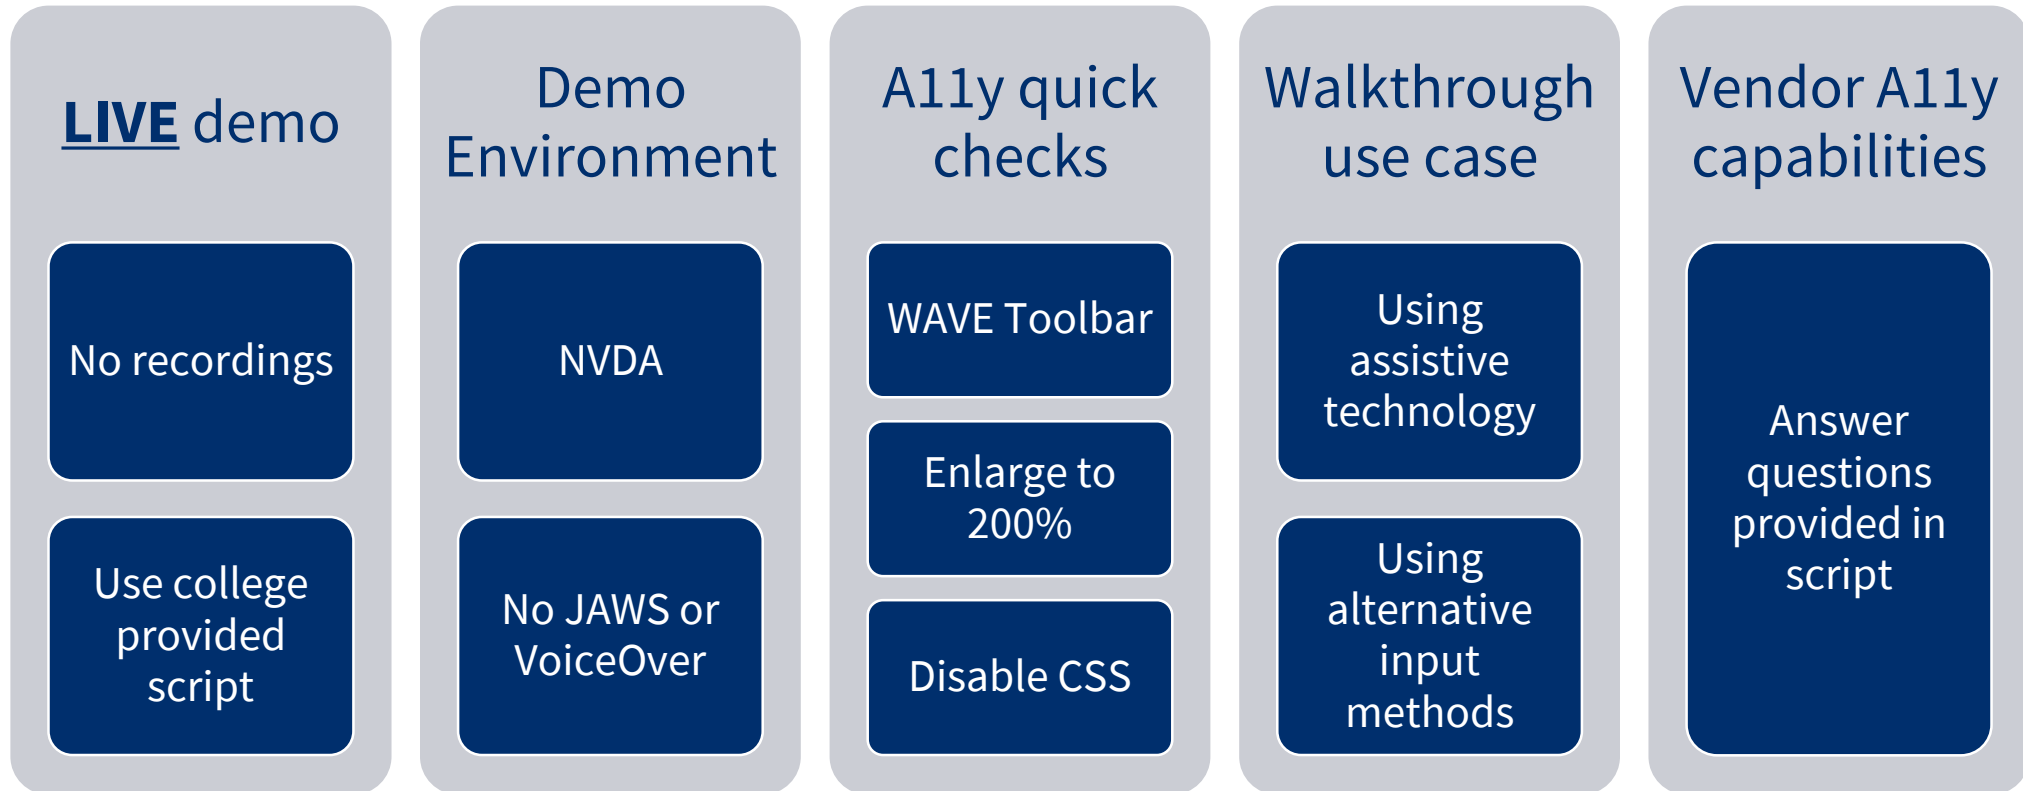 LIVE demo
No recordings
Use college
provided
script
Demo
Environment
NVDA
No JAWS or
VoiceOver
A11y quick
checks
WAVE Toolbar
Enlarge to
200%
Disable CSS
Walkthrough
use case
Using
assistive
technology
Using
alternative
input
methods
Vendor A11y
capabilities
Answer
questions
provided in
script